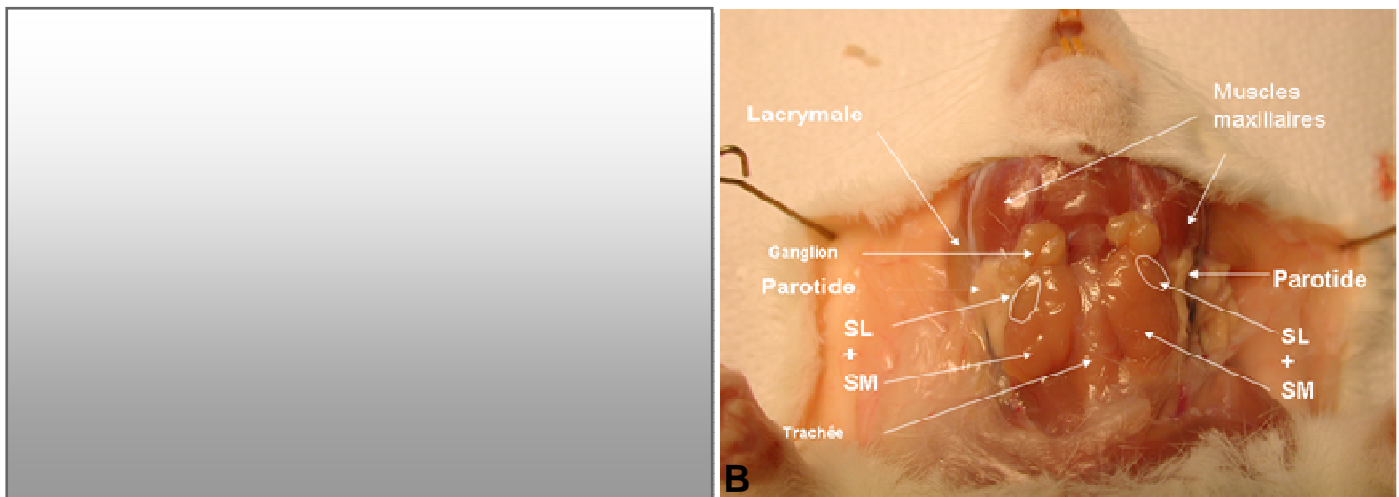 Lacrymale
Muscles
maxillaires
Ganglion
Parotide
Parotide
SL
+
SM
SL
+
SM
Trachée
B